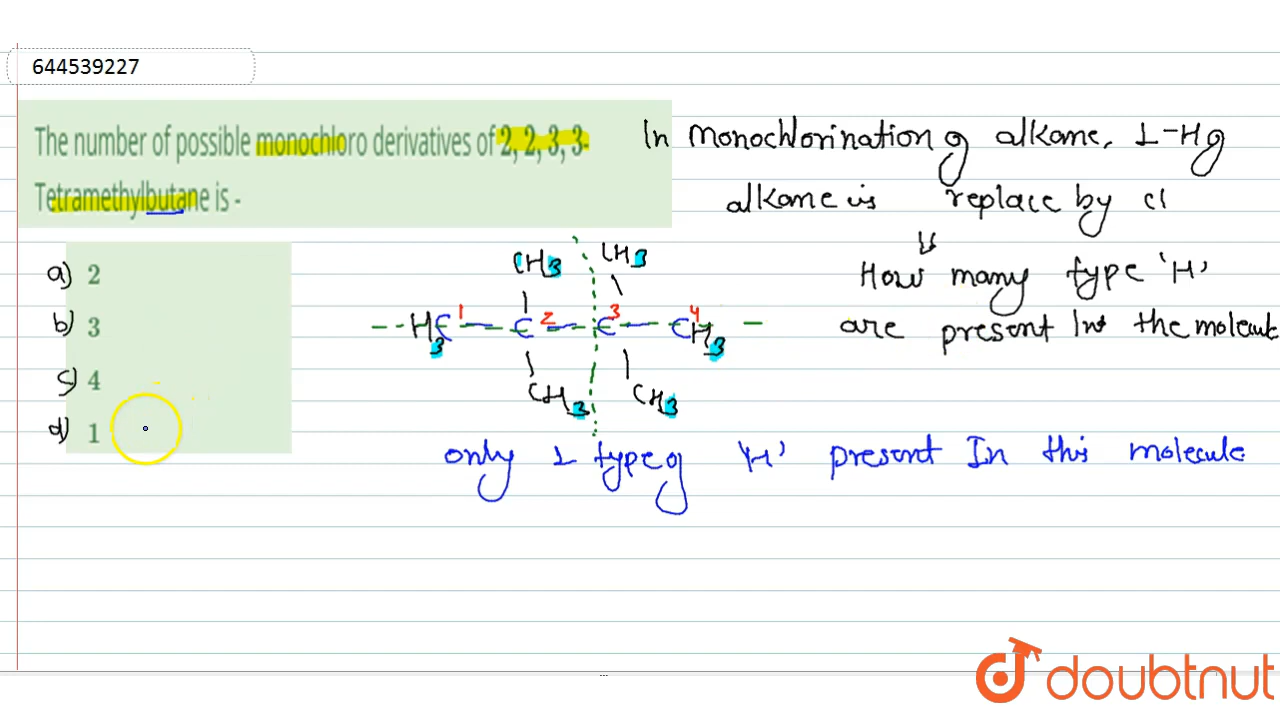 644539227
The number of possible monochloro derivatives of 2, 2, 3, 3-
Tetramethylbutane is -
a) 2
b) 3
c) 4
d) 1
In Monochlorination of alkane, 1-H of
alkane is replace by cl
⇓
How many type 'H'
are present Int the molecule
CH3 CH3
H3C 1 — C 2 — C 3 — CH3 4
CH3 CH3
only 1 type of 'H' present In this molecule
...
doubtnut